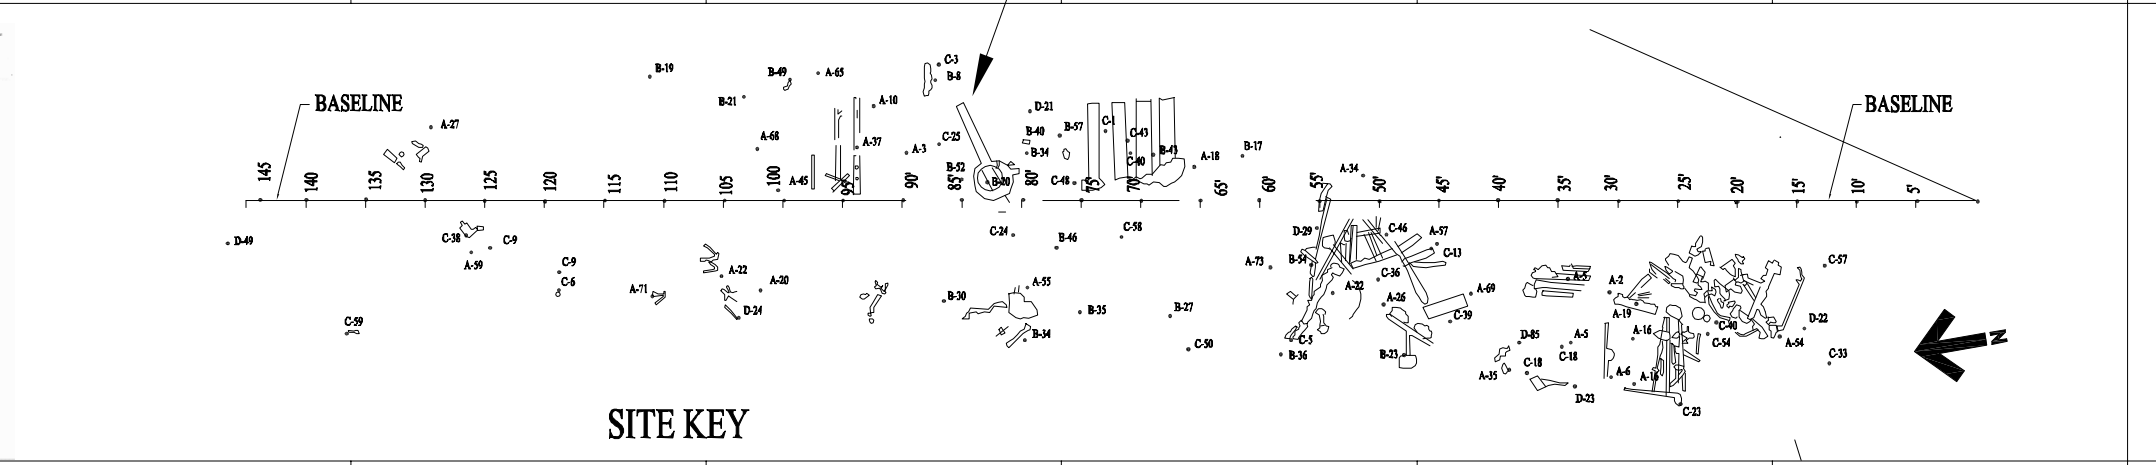 C-3
B-19
B-49
A-65
B-8
B-21
A-10
D-21
BASELINE
BASELINE
A-27
B-40
B-57
C-1
A-68
A-37
C-25
C-43
A-3
B-34
C-40
B-43
B-17
A-18
A-34
B-52
A-45
B-20
C-48
145
140
135
130
125
120
115
110
105
100
95'
90'
85'
80'
75'
70'
65'
60'
55'
50'
45'
40'
35'
30'
25'
20'
15'
10'
5'
D-49
C-38
C-9
A-59
C-24
B-46
C-58
D-29
C-46
A-57
C-13
C-9
C-6
A-22
A-71
A-20
D-24
A-73
B-54
C-36
A-22
A-5
A-2
C-57
B-30
A-55
B-35
B-27
A-26
A-69
C-39
A-19
C-59
B-34
C-50
C-5
B-36
B-23
D-85
A-5
C-18
A-16
C-40
C-54
D-22
A-54
C-33
A-35
C-18
D-23
A-6
A-16
C-23
N
SITE KEY